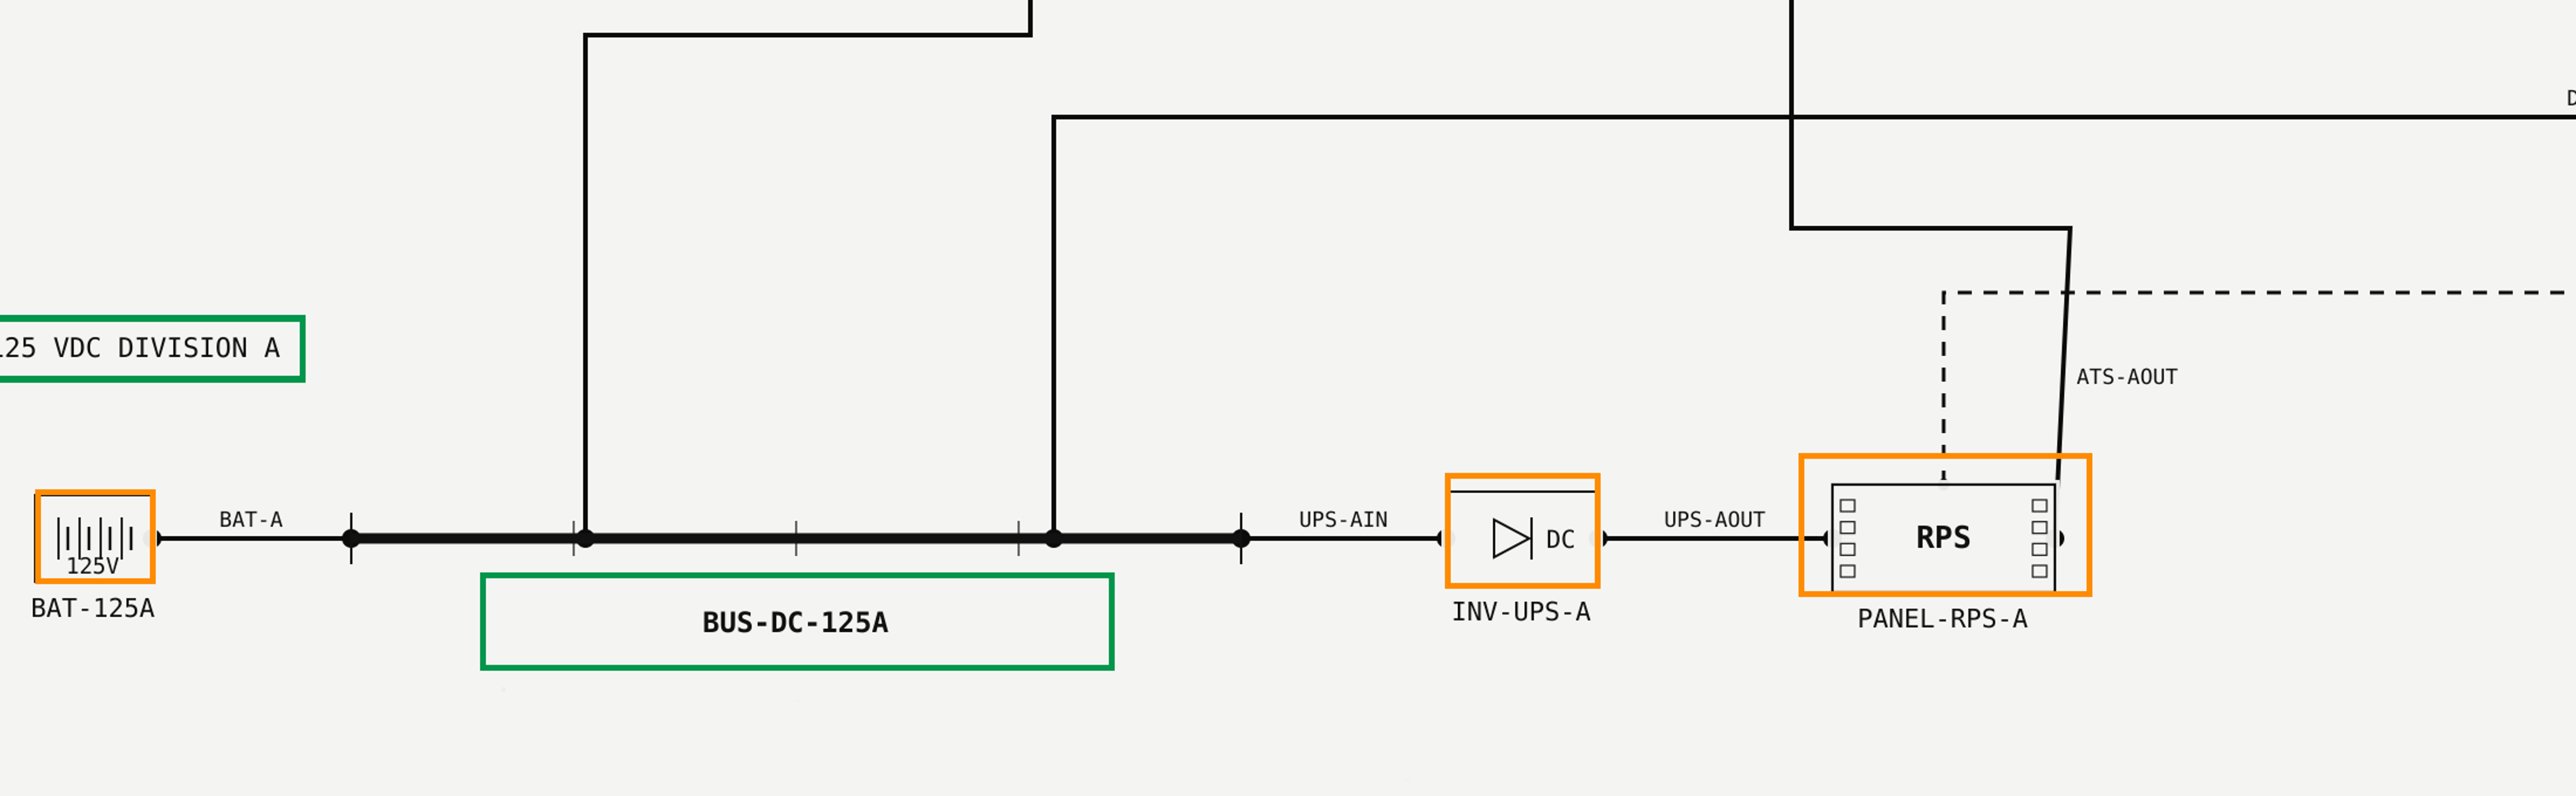 125 VDC DIVISION A
BAT-A
125V
BAT-125A
BUS-DC-125A
UPS-AIN
DC
INV-UPS-A
UPS-AOUT
RPS
PANEL-RPS-A
ATS-AOUT